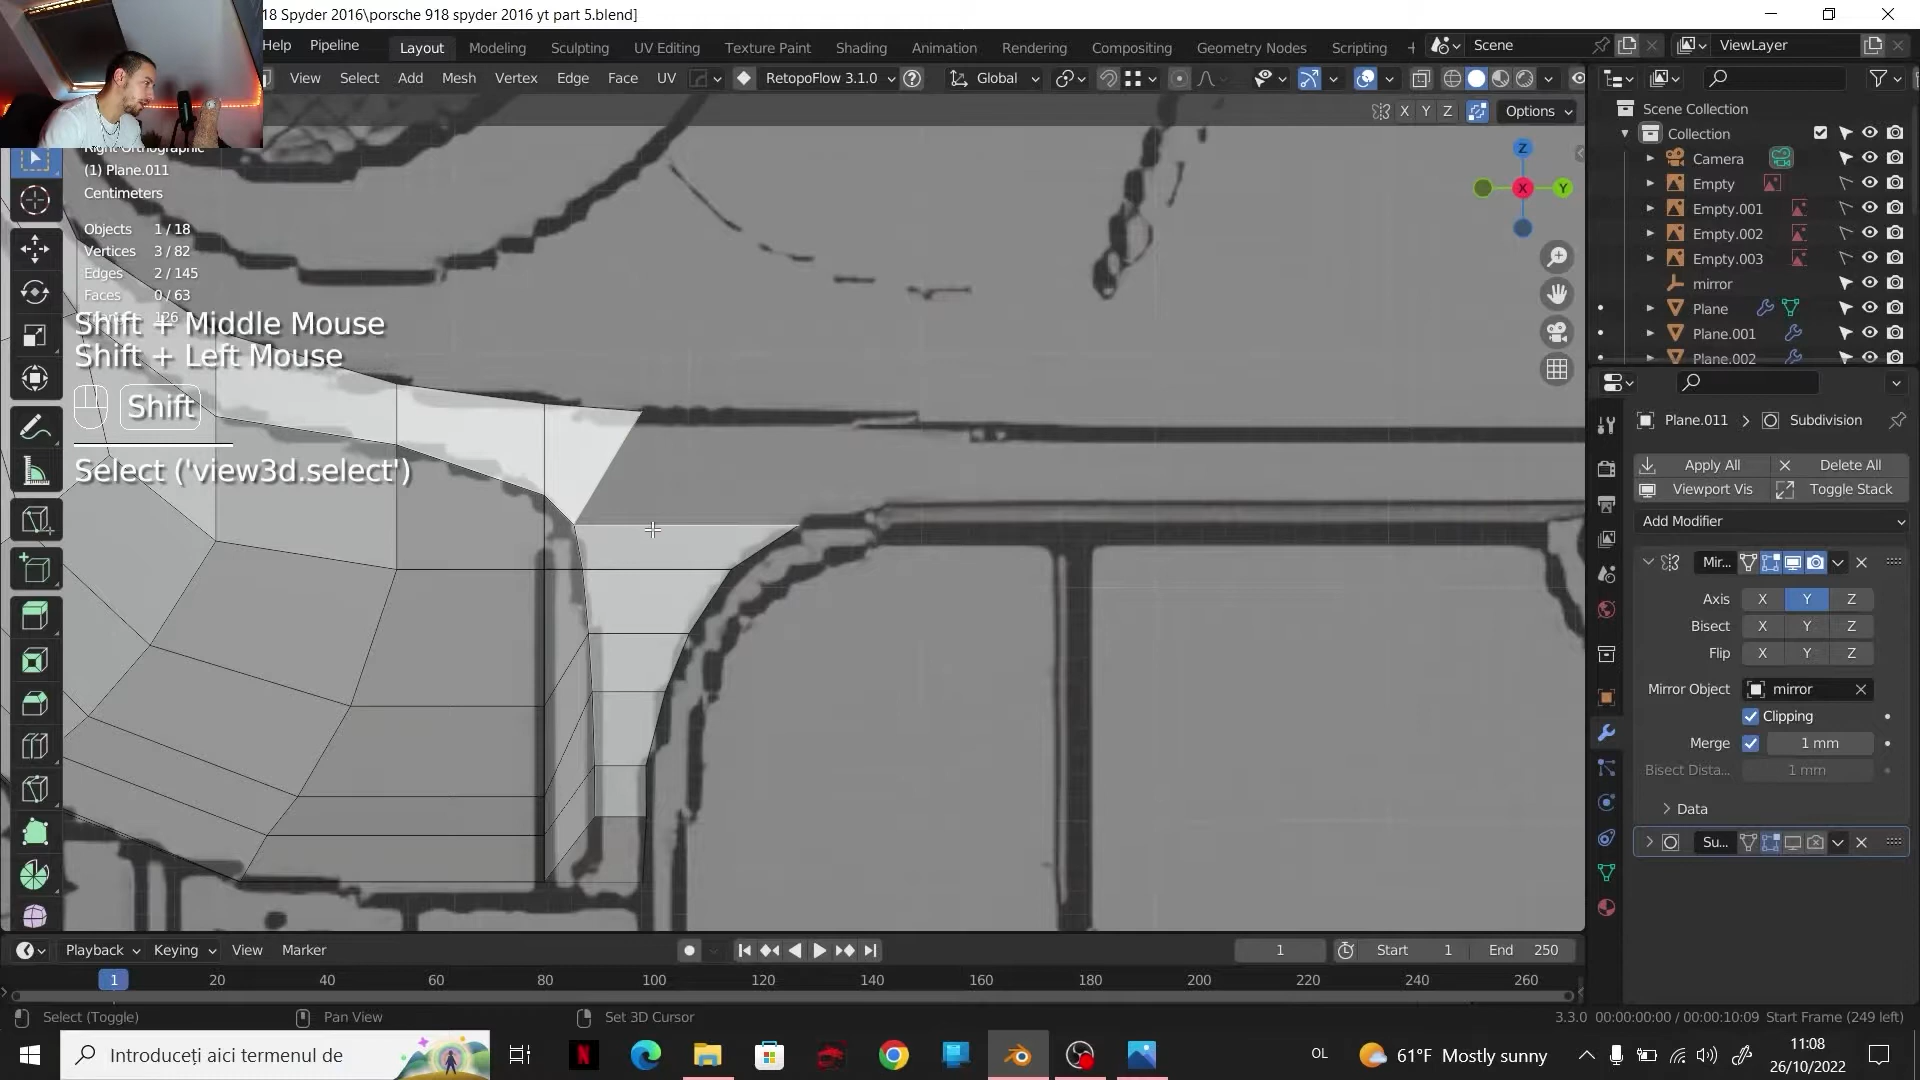 18 Spyder 2016\porsche 918 spyder 2016 yt part 5.blend]
Help Pipeline Layout Modeling Sculpting UV Editing Texture Paint Shading Animation Rendering Compositing Geometry Nodes Scripting + Scene ViewLayer
View Select Add Mesh Vertex Edge Face UV RetopoFlow 3.1.0 Global
X Y Z Options
Right Orthographic
(1) Plane.011
Centimeters
Objects 1 / 18
Vertices 3 / 82
Edges 2 / 145
Faces 0 / 63
126
Shift + Middle Mouse
Shift + Left Mouse
Shift
Select ('view3d.select')
Z
X
Y
Scene Collection
Collection
Camera
Empty
Empty.001
Empty.002
Empty.003
mirror
Plane
Plane.001
Plane.002
Plane.011 > Subdivision
Apply All Delete All
Viewport Vis Toggle Stack
Add Modifier
Mir...
Axis X Y Z
Bisect X Y Z
Flip X Y Z
Mirror Object mirror
Clipping
Merge 1 mm
Bisect Dista... 1 mm
Data
Su...
Playback Keying View Marker 1 Start 1 End 250
1 20 40 60 80 100 120 140 160 180 200 220 240 260
Select (Toggle) Pan View Set 3D Cursor 3.3.0 00:00:00:00 / 00:00:10:09 Start Frame (249 left)
Introduceți aici termenul de OL 61°F Mostly sunny
11:08
26/10/2022